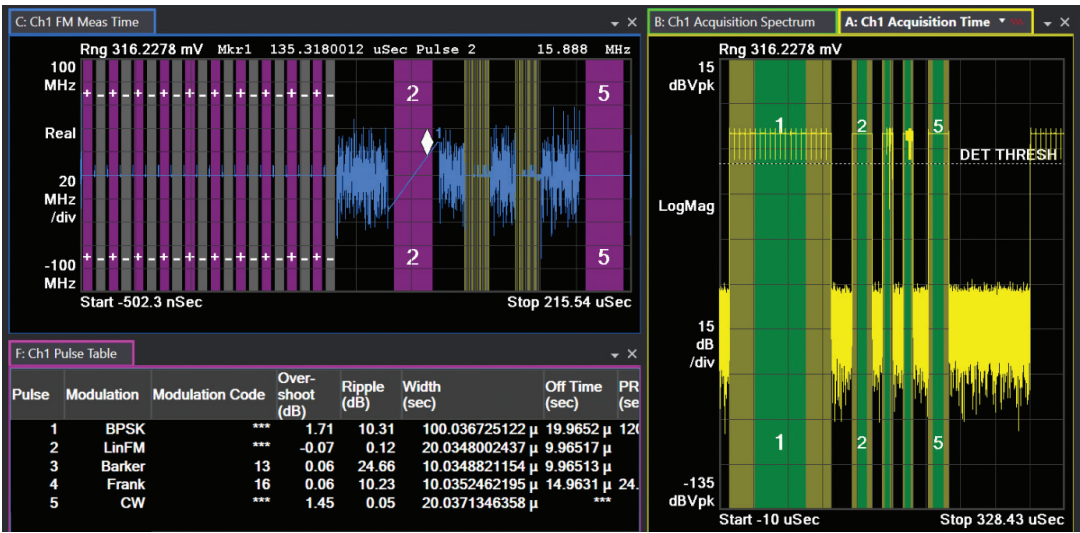 C: Ch1 FM Meas Time
Rng 316.2278 mV Mkr1 135.3180012 uSec Pulse 2 15.888 MHz
100
MHz
+ - + - + - + - + - + - + - + - + - + -
2
5
1
Real
20
MHz
/div
-100
MHz
+ - + - + - + - + - + - + - + - + - + -
2
5
Start -502.3 nSec Stop 215.54 uSec
F: Ch1 Pulse Table
Pulse Modulation Modulation Code Over-shoot (dB) Ripple (dB) Width (sec) Off Time (sec) PR (se
1 BPSK *** 1.71 10.31 100.036725122 µ 19.9652 µ 120
2 LinFM *** -0.07 0.12 20.0348002437 µ 9.96517 µ
3 Barker 13 0.06 24.66 10.0348821154 µ 9.96513 µ
4 Frank 16 0.06 10.23 10.0352462195 µ 14.9631 µ 24.
5 CW *** 1.45 0.05 20.0371346358 µ ***
B: Ch1 Acquisition Spectrum A: Ch1 Acquisition Time
Rng 316.2278 mV
15
dBVpk
1 2 5
DET THRESH
LogMag
15
dB
/div
1 2 5
-135
dBVpk
Start -10 uSec Stop 328.43 uSec